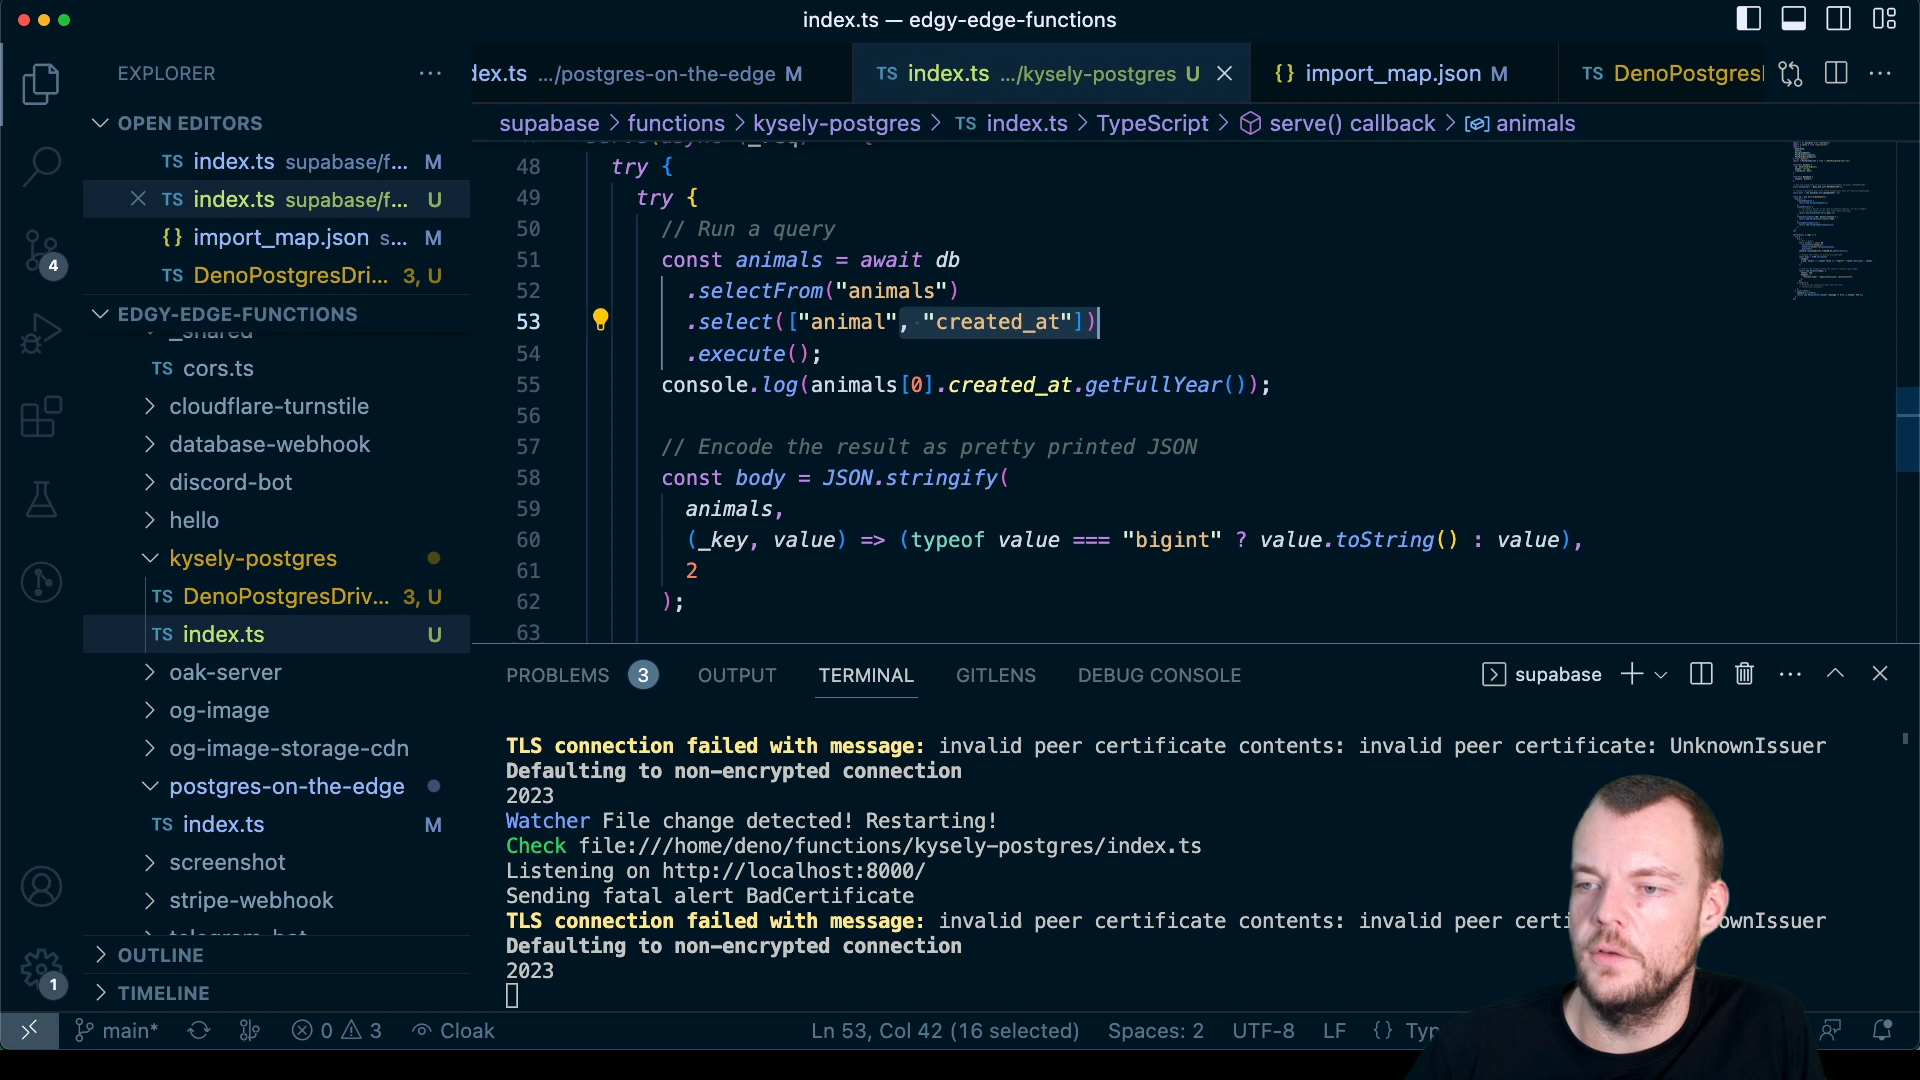 index.ts — edgy-edge-functions
EXPLORER
OPEN EDITORS
TS index.ts supabase/f... M
TS index.ts supabase/f... U
{} import_map.json s... M
TS DenoPostgresDri... 3, U
4
EDGY-EDGE-FUNCTIONS
_shared
TS cors.ts
cloudflare-turnstile
database-webhook
discord-bot
hello
kysely-postgres
TS DenoPostgresDriv... 3, U
TS index.ts U
oak-server
og-image
og-image-storage-cdn
postgres-on-the-edge
TS index.ts M
screenshot
stripe-webhook
OUTLINE
TIMELINE
1
dex.ts .../postgres-on-the-edge M
TS index.ts .../kysely-postgres U
{} import_map.json M
TS DenoPostgres
supabase > functions > kysely-postgres > TS index.ts > TypeScript > serve() callback > animals
48 try {
49 try {
50 // Run a query
51 const animals = await db
52 .selectFrom("animals")
53 .select(["animal", "created_at"])
54 .execute();
55 console.log(animals[0].created_at.getFullYear());
56
57 // Encode the result as pretty printed JSON
58 const body = JSON.stringify(
59 animals,
60 (_key, value) => (typeof value === "bigint" ? value.toString() : value),
61 2
62 );
63
PROBLEMS 3 OUTPUT TERMINAL GITLENS DEBUG CONSOLE
supabase
TLS connection failed with message: invalid peer certificate contents: invalid peer certificate: UnknownIssuer
Defaulting to non-encrypted connection
2023
Watcher File change detected! Restarting!
Check file:///home/deno/functions/kysely-postgres/index.ts
Listening on http://localhost:8000/
Sending fatal alert BadCertificate
TLS connection failed with message: invalid peer certificate contents: invalid peer certi ownIssuer
Defaulting to non-encrypted connection
2023
main* 0 3 Cloak
Ln 53, Col 42 (16 selected) Spaces: 2 UTF-8 LF {} Typ